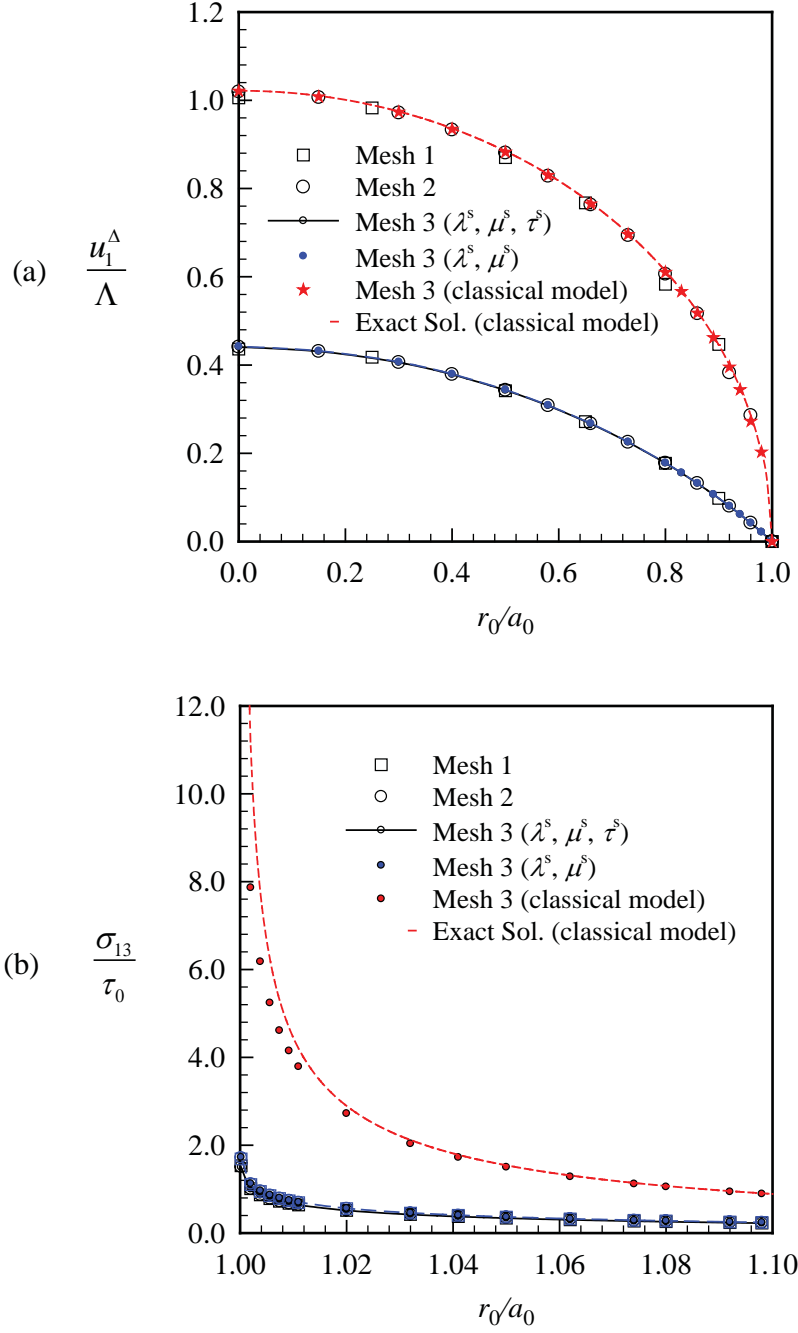 1.2
1.0
0.8
0.6
0.4
0.2
0.0
(a)
u₁^Δ
Λ
Mesh 1
Mesh 2
Mesh 3 (λˢ, μˢ, τˢ)
Mesh 3 (λˢ, μˢ)
Mesh 3 (classical model)
Exact Sol. (classical model)
0.0 0.2 0.4 0.6 0.8 1.0
r₀/a₀
12.0
10.0
8.0
6.0
4.0
2.0
0.0
(b)
σ₁₃
τ₀
Mesh 1
Mesh 2
Mesh 3 (λˢ, μˢ, τˢ)
Mesh 3 (λˢ, μˢ)
Mesh 3 (classical model)
Exact Sol. (classical model)
1.00 1.02 1.04 1.06 1.08 1.10
r₀/a₀